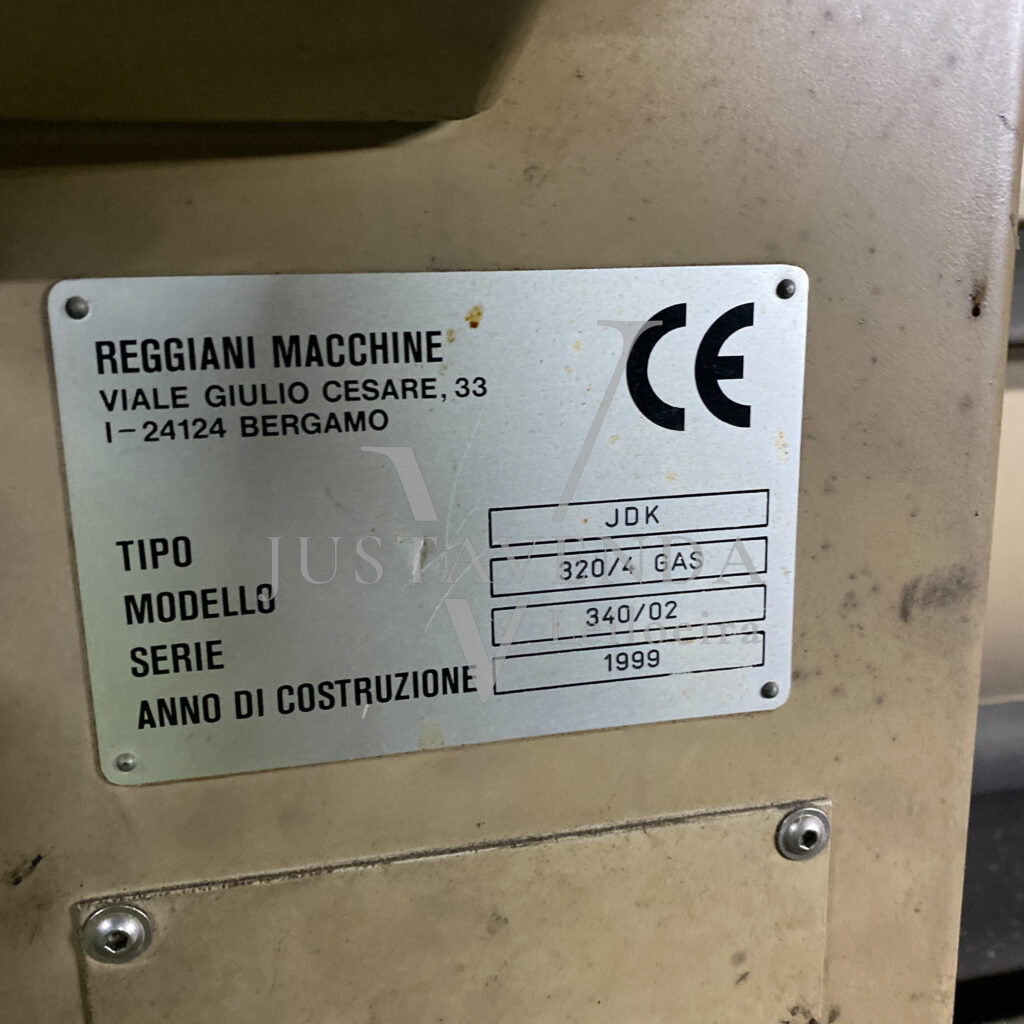 REGGIANI MACCHINE
VIALE GIULIO CESARE, 33
I-24124 BERGAMO
CE
TIPO JDK
MODELLO 320/4 GAS
SERIE 340/02
ANNO DI COSTRUZIONE 1999
JUSTAVENDA
Leiloeira